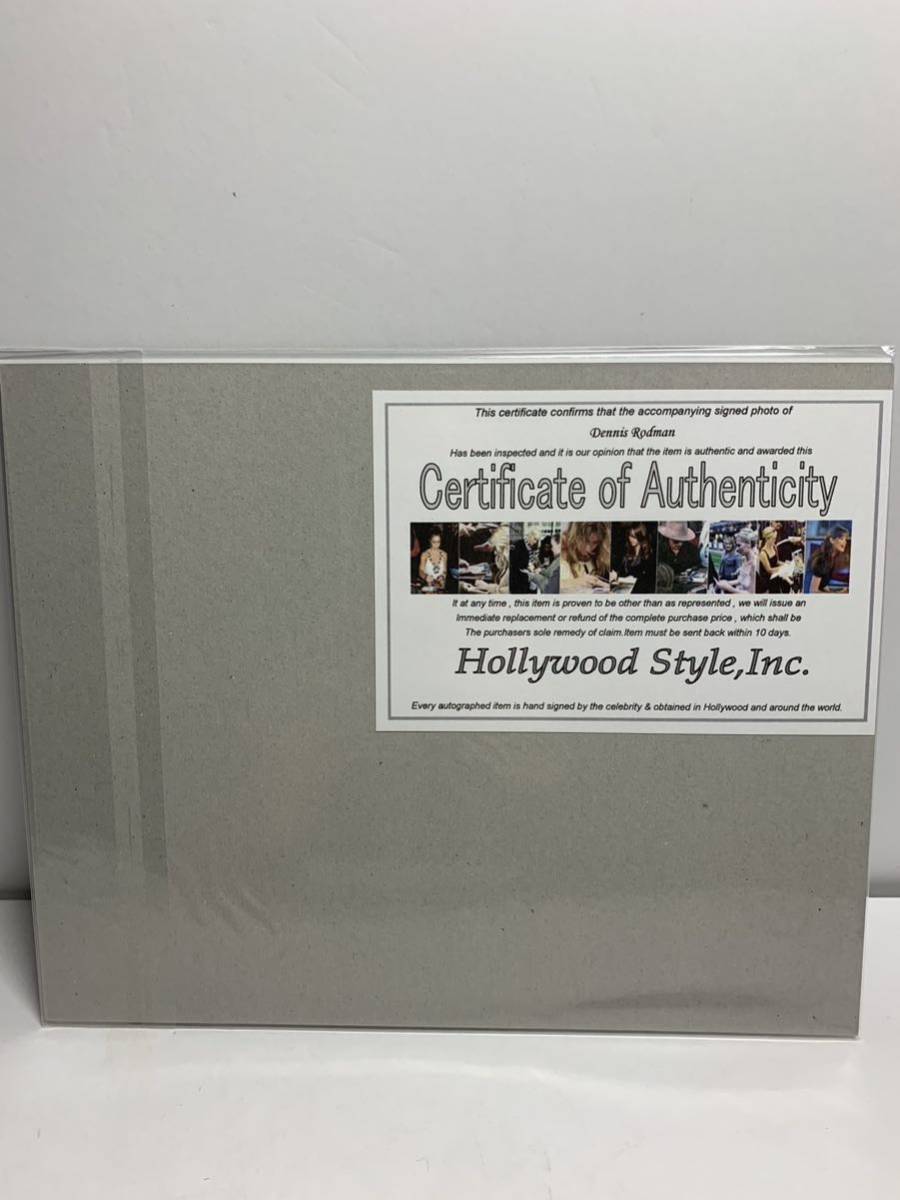 This certificate confirms that the accompanying signed photo of
Dennis Rodman
Has been inspected and it is our opinion that the item is authentic and awarded this
Certificate of Authenticity
It at any time , this item is proven to be other than as represented , we will issue an
Immediate replacement or refund of the complete purchase price , which shall be
The purchasers sole remedy of claim.Item must be sent back within 10 days.
Hollywood Style,Inc.
Every autographed item is hand signed by the celebrity & obtained in Hollywood and around the world.